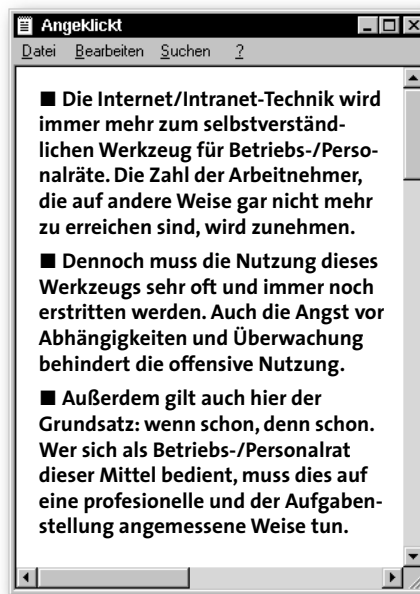 Angeklickt
Datei Bearbeiten Suchen ?
■ Die Internet/Intranet-Technik wird
immer mehr zum selbstverständ-
lichen Werkzeug für Betriebs-/Perso-
nalräte. Die Zahl der Arbeitnehmer,
die auf andere Weise gar nicht mehr
zu erreichen sind, wird zunehmen.
■ Dennoch muss die Nutzung dieses
Werkzeugs sehr oft und immer noch
erstritten werden. Auch die Angst vor
Abhängigkeiten und Überwachung
behindert die offensive Nutzung.
■ Außerdem gilt auch hier der
Grundsatz: wenn schon, denn schon.
Wer sich als Betriebs-/Personalrat
dieser Mittel bedient, muss dies auf
eine profesionelle und der Aufgaben-
stellung angemessene Weise tun.